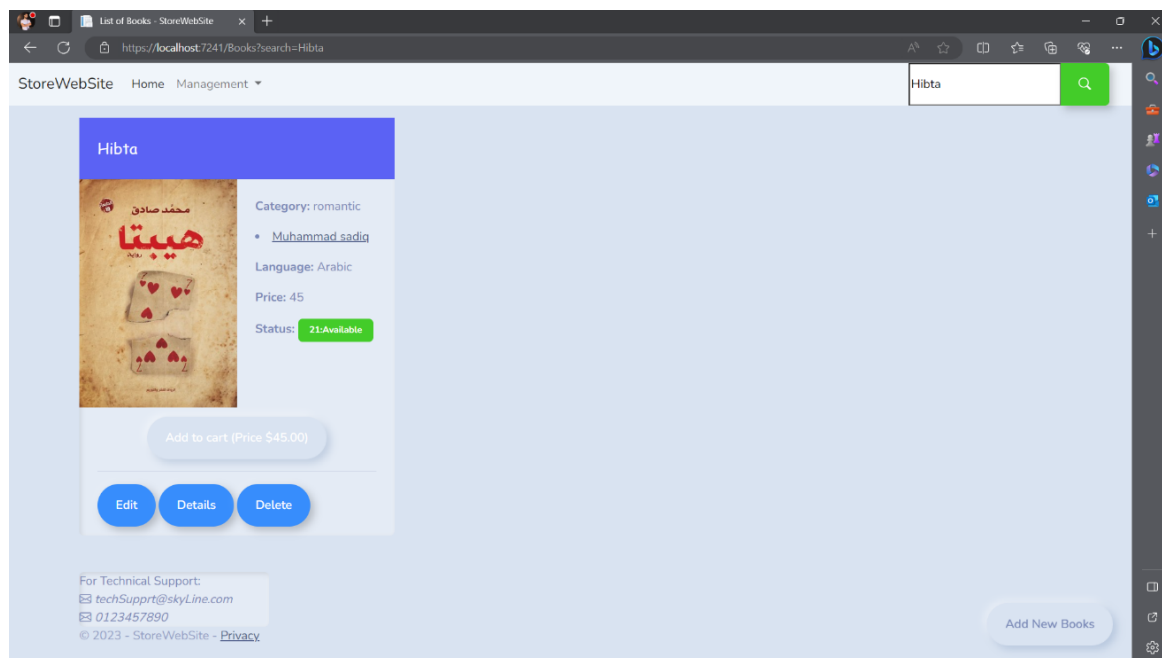 List of Books - StoreWebSite
https://localhost:7241/Books?search=Hibta
StoreWebSite Home Management
Hibta
Hibta
محمد صادق
هيبتا
رواية
Category: romantic
• Muhammad sadiq
Language: Arabic
Price: 45
Status: 21:Available
Add to cart (Price $45.00)
Edit Details Delete
For Technical Support:
techSupprt@skyLine.com
0123457890
© 2023 - StoreWebSite - Privacy
Add New Books